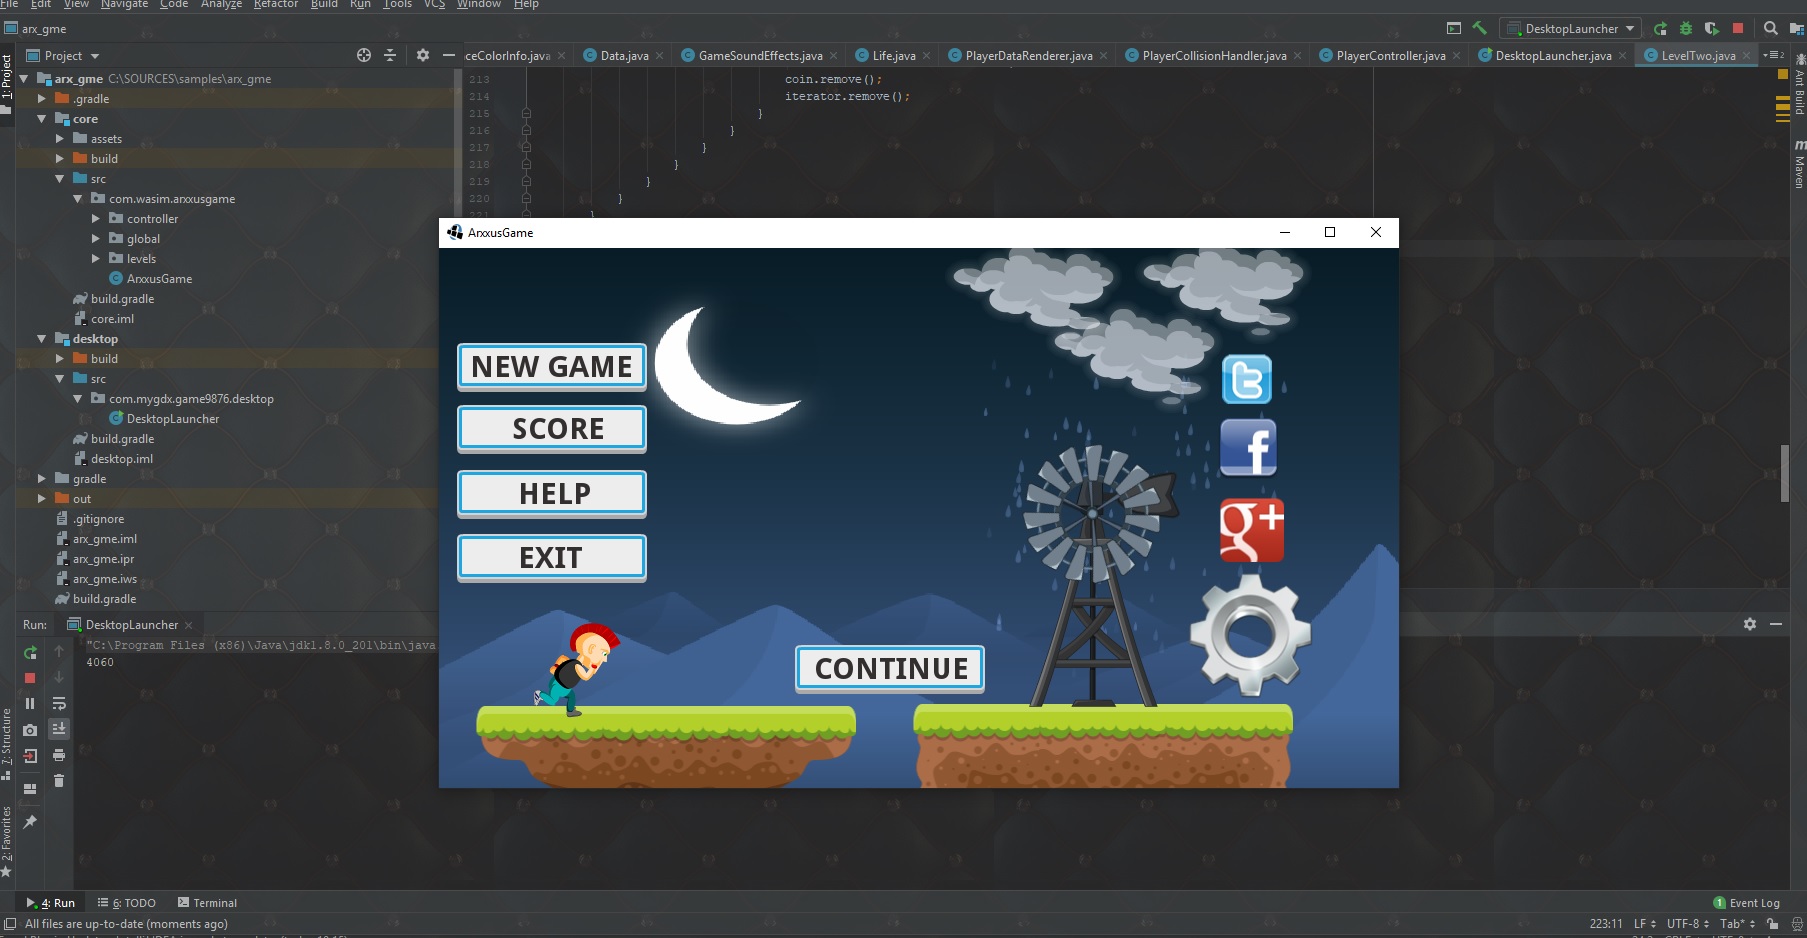 File Edit View Navigate Code Analyze Refactor Build Run Tools VCS Window Help
arx_gme
DesktopLauncher
Project
ceColorInfo.java Data.java GameSoundEffects.java Life.java PlayerDataRenderer.java PlayerCollisionHandler.java PlayerController.java DesktopLauncher.java LevelTwo.java
1: Project
arx_gme C:\SOURCES\samples\arx_gme
.gradle
core
assets
build
src
com.wasim.arxxusgame
controller
global
levels
ArxxusGame
build.gradle
core.iml
desktop
build
src
com.mygdx.game9876.desktop
DesktopLauncher
build.gradle
desktop.iml
gradle
out
.gitignore
arx_gme.iml
arx_gme.ipr
arx_gme.iws
build.gradle
213 coin.remove();
214 iterator.remove();
215 }
216 }
217 }
218 }
219 }
220 }
221 }
Ant Build
Maven
ArxxusGame
NEW GAME
SCORE
HELP
EXIT
CONTINUE
t
f
g+
Run: DesktopLauncher
"C:\Program Files (x86)\Java\jdk1.8.0_201\bin\java
4060
7: Structure
2: Favorites
4: Run 6: TODO Terminal
1 Event Log
All files are up-to-date (moments ago)
223:11 LF UTF-8 Tab*